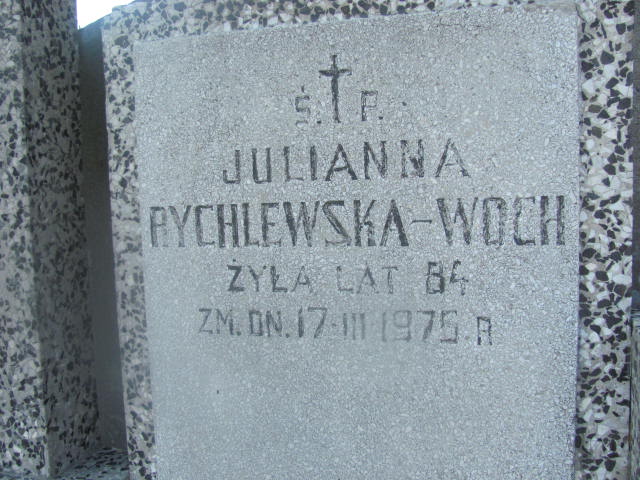 Ś. P.
JULIANNA
RYCHLEWSKA-WOCH
ŻYŁA LAT 84
ZM. DN. 17-III 1975.R